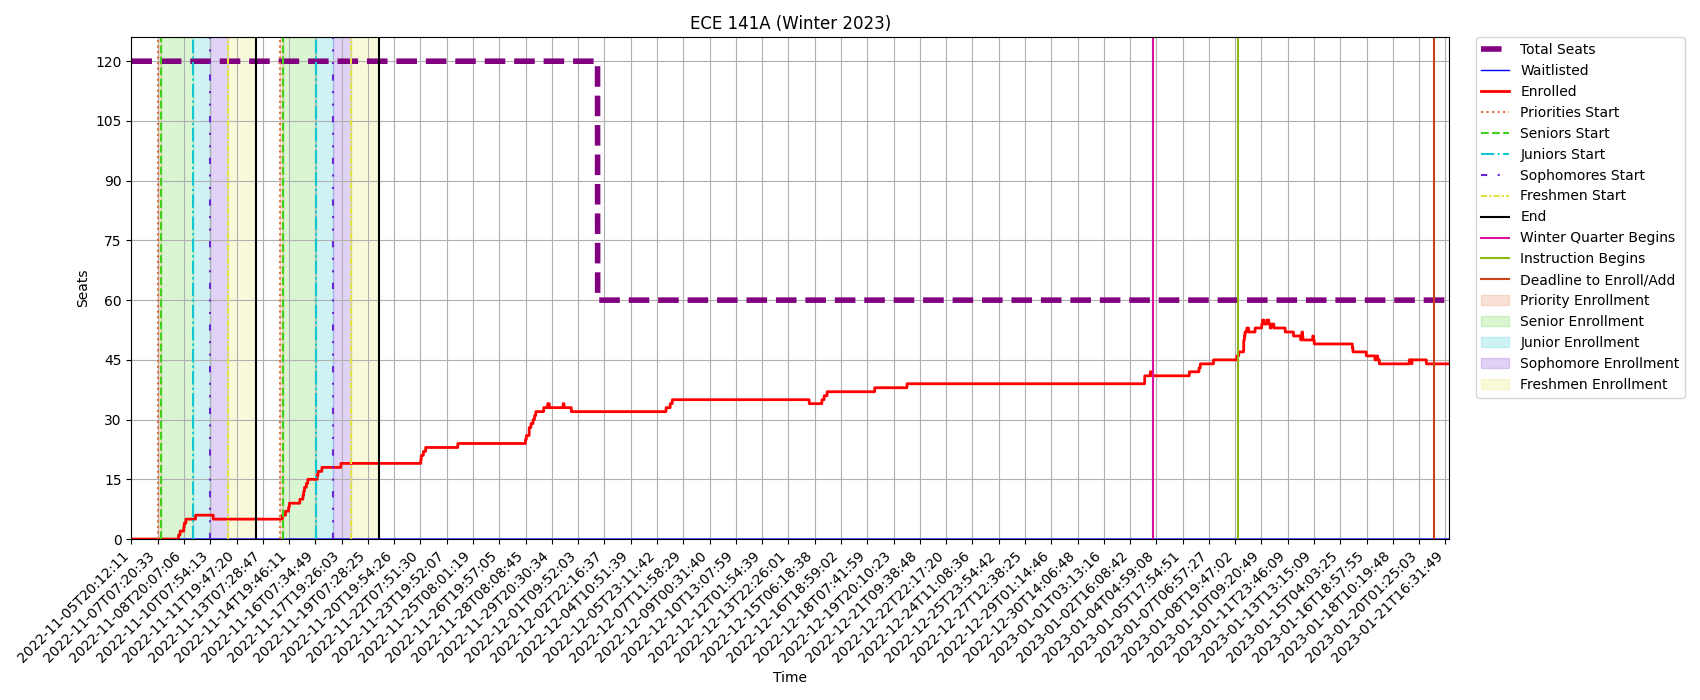 ECE 141A (Winter 2023)
120
105
90
75
60
45
30
15
0
Seats
2022-11-05T20:12:11
2022-11-07T07:20:33
2022-11-08T20:07:06
2022-11-10T07:54:13
2022-11-11T19:47:20
2022-11-13T07:28:47
2022-11-14T19:46:11
2022-11-16T07:34:49
2022-11-17T19:26:03
2022-11-19T07:28:25
2022-11-20T19:54:26
2022-11-22T07:51:30
2022-11-23T19:52:07
2022-11-25T08:01:19
2022-11-26T19:57:05
2022-11-28T08:08:45
2022-11-29T20:30:34
2022-12-01T09:52:03
2022-12-02T22:16:37
2022-12-04T10:51:39
2022-12-05T23:11:42
2022-12-07T11:58:29
2022-12-09T00:31:40
2022-12-10T13:07:59
2022-12-12T01:54:39
2022-12-13T22:26:01
2022-12-15T06:18:38
2022-12-16T18:59:02
2022-12-18T07:41:59
2022-12-19T20:10:23
2022-12-21T09:38:48
2022-12-22T22:17:20
2022-12-24T11:08:36
2022-12-25T23:54:42
2022-12-27T12:38:25
2022-12-29T01:14:46
2022-12-30T14:06:48
2023-01-01T03:13:16
2023-01-02T16:08:42
2023-01-04T04:59:08
2023-01-05T17:54:51
2023-01-07T06:57:27
2023-01-08T19:47:02
2023-01-10T09:20:49
2023-01-11T23:46:09
2023-01-13T13:15:09
2023-01-15T04:03:25
2023-01-16T18:57:55
2023-01-18T10:19:48
2023-01-20T01:25:03
2023-01-21T16:31:49
Time
Total Seats
Waitlisted
Enrolled
Priorities Start
Seniors Start
Juniors Start
Sophomores Start
Freshmen Start
End
Winter Quarter Begins
Instruction Begins
Deadline to Enroll/Add
Priority Enrollment
Senior Enrollment
Junior Enrollment
Sophomore Enrollment
Freshmen Enrollment